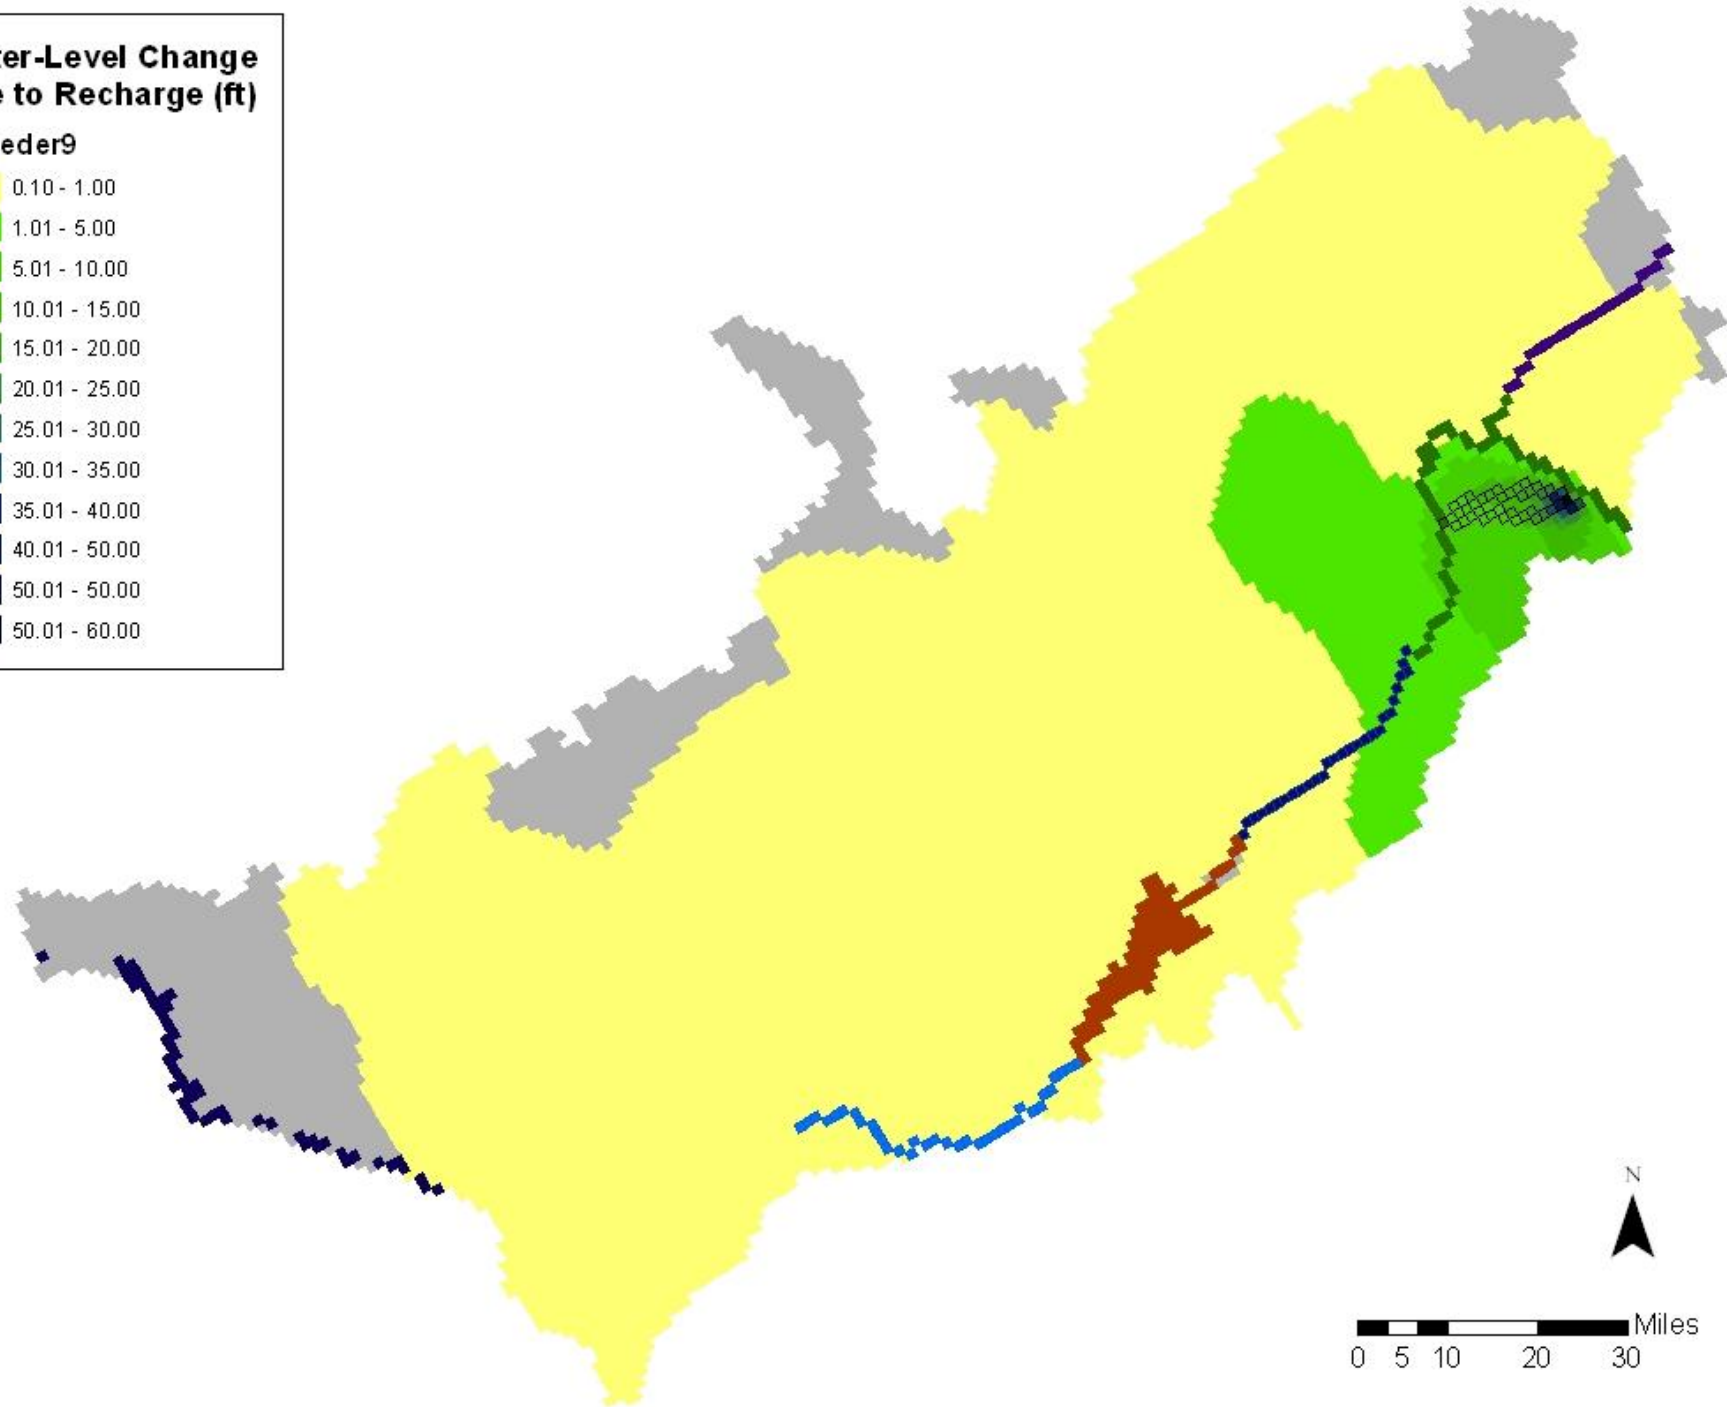 ter-Level Change
e to Recharge (ft)
eder9
0.10 - 1.00
1.01 - 5.00
5.01 - 10.00
10.01 - 15.00
15.01 - 20.00
20.01 - 25.00
25.01 - 30.00
30.01 - 35.00
35.01 - 40.00
40.01 - 50.00
50.01 - 50.00
50.01 - 60.00
N
Miles
0 5 10 20 30